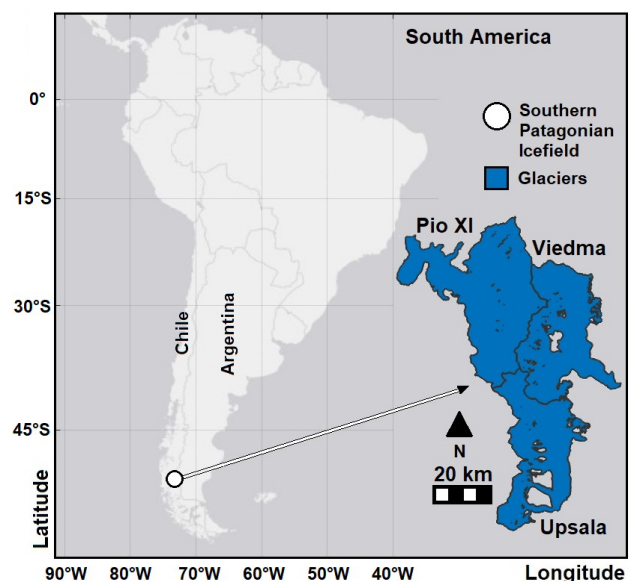 South America
0°
Southern
Patagonian
Icefield
Glaciers
15°S
Pio XI
Viedma
30°S
Chile
Argentina
45°S
N
20 km
Latitude
Upsala
90°W 80°W 70°W 60°W 50°W 40°W Longitude